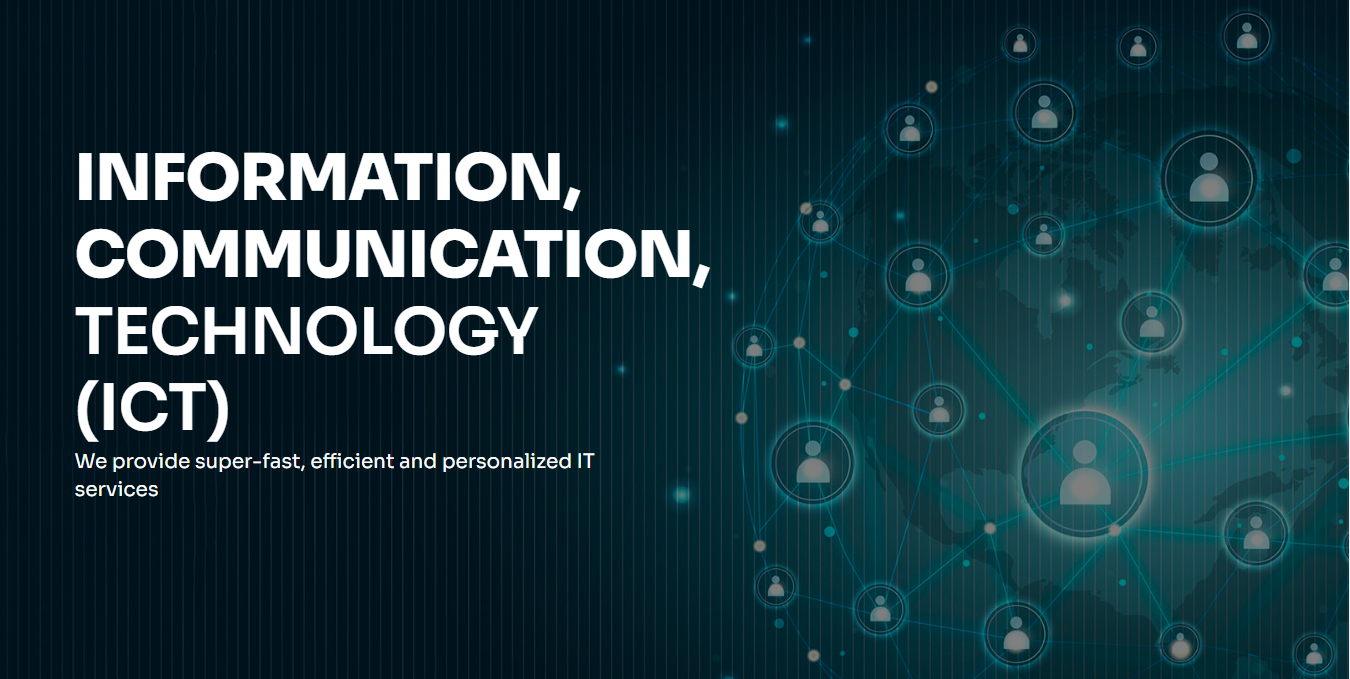 INFORMATION,
COMMUNICATION,
TECHNOLOGY
(ICT)
We provide super-fast, efficient and personalized IT
services